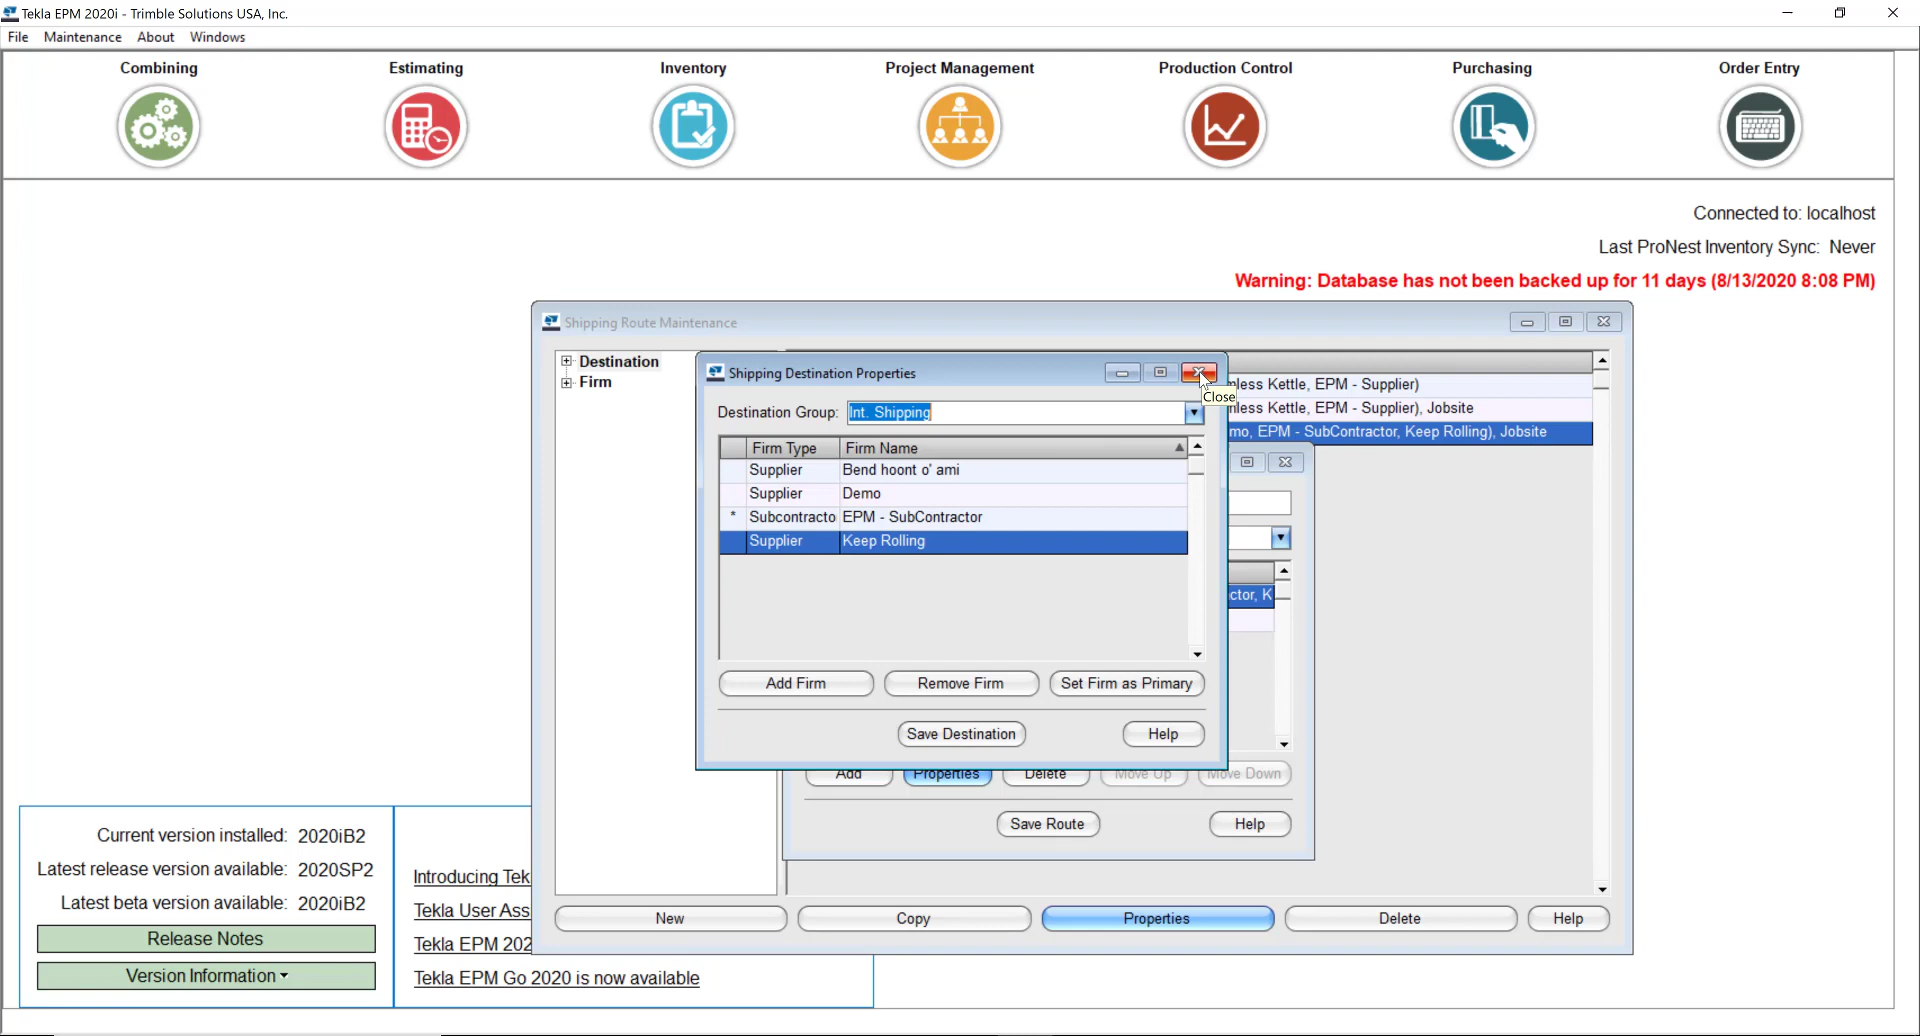 Tekla EPM 2020i - Trimble Solutions USA, Inc.
File Maintenance About Windows
Combining Estimating Inventory Project Management Production Control Purchasing Order Entry
Connected to: localhost
Last ProNest Inventory Sync: Never
Warning: Database has not been backed up for 11 days (8/13/2020 8:08 PM)
Shipping Route Maintenance
Destination
Firm
Shipping Destination Properties
Close
Destination Group: Int. Shipping
Firm Type Firm Name
Supplier Bend hoont o' ami
Supplier Demo
* Subcontracto EPM - SubContractor
Supplier Keep Rolling
Add Firm Remove Firm Set Firm as Primary
Save Destination Help
nless Kettle, EPM - Supplier)
nless Kettle, EPM - Supplier), Jobsite
mo, EPM - SubContractor, Keep Rolling), Jobsite
ctor, K
Add Properties Delete Move Up Move Down
Save Route Help
New Copy Properties Delete Help
Current version installed: 2020iB2
Latest release version available: 2020SP2
Latest beta version available: 2020iB2
Release Notes
Version Information
Introducing Tek
Tekla User Ass
Tekla EPM 202
Tekla EPM Go 2020 is now available